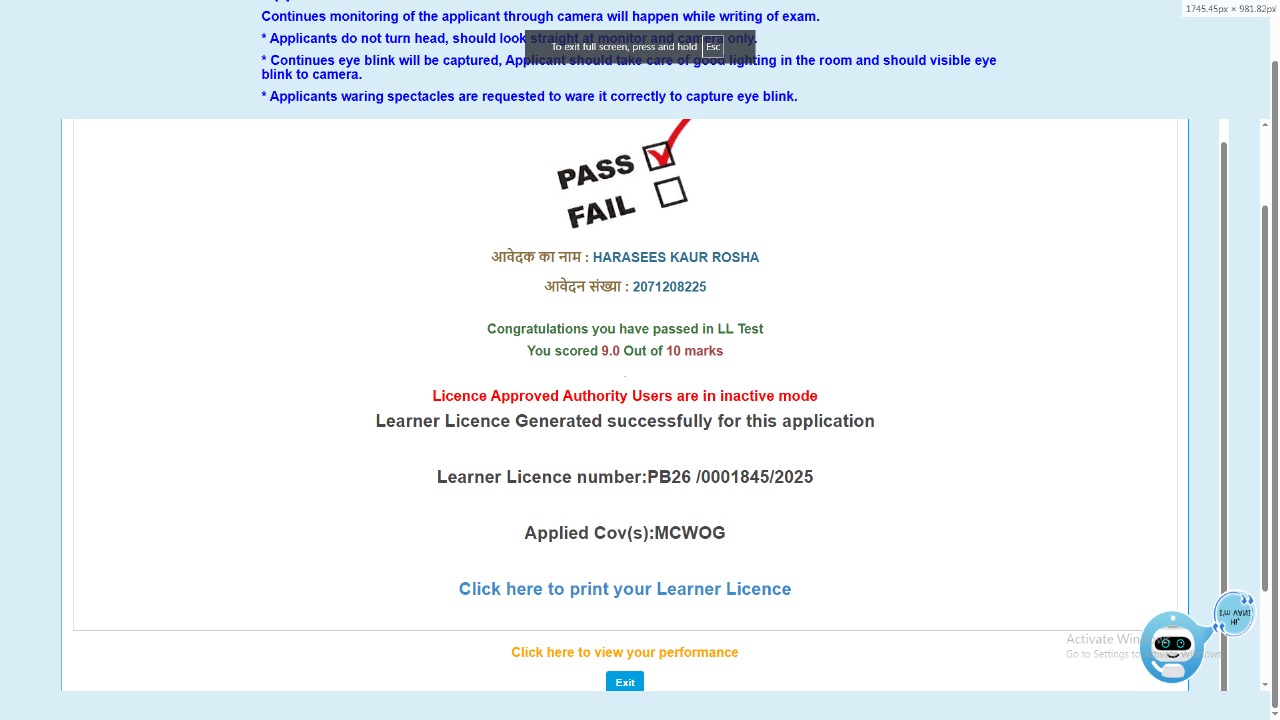 1745.45px × 981.82px
Continues monitoring of the applicant through camera will happen while writing of exam.
* Applicants do not turn head, should look straight at monitor and camera only.
To exit full screen, press and hold Esc
* Continues eye blink will be captured, Applicant should take care of good lighting in the room and should visible eye
blink to camera.
* Applicants waring spectacles are requested to ware it correctly to capture eye blink.
PASS
FAIL
आवेदक का नाम : HARASEES KAUR ROSHA
आवेदन संख्या : 2071208225
Congratulations you have passed in LL Test
You scored 9.0 Out of 10 marks
.
Licence Approved Authority Users are in inactive mode
Learner Licence Generated successfully for this application
Learner Licence number:PB26 /0001845/2025
Applied Cov(s):MCWOG
Click here to print your Learner Licence
Click here to view your performance
Exit
Hi,
I'm VANI
Activate Windows
Go to Settings to activate Windows.